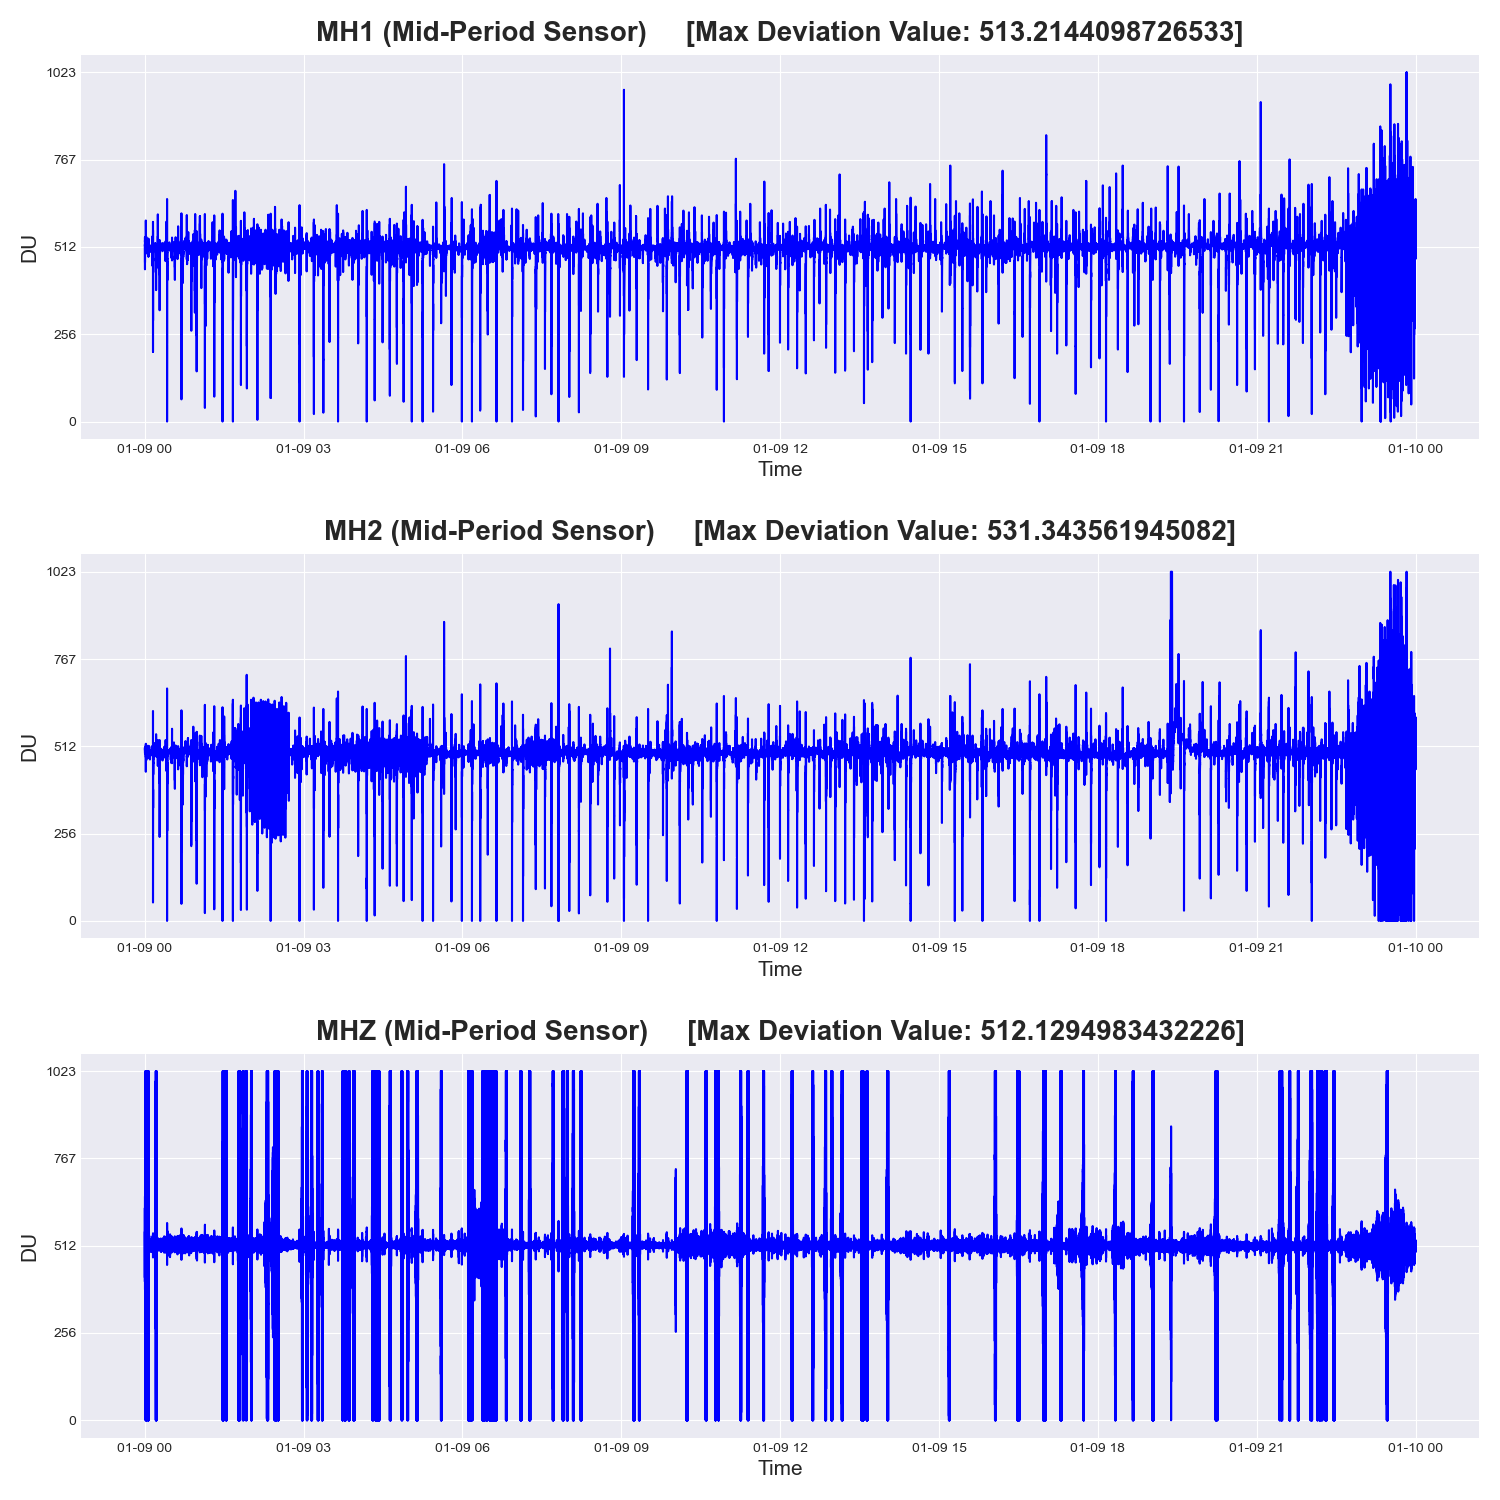 MH1 (Mid-Period Sensor) [Max Deviation Value: 513.2144098726533]
1023
767
512
256
0
DU
01-09 00 01-09 03 01-09 06 01-09 09 01-09 12 01-09 15 01-09 18 01-09 21 01-10 00
Time
MH2 (Mid-Period Sensor) [Max Deviation Value: 531.343561945082]
1023
767
512
256
0
DU
01-09 00 01-09 03 01-09 06 01-09 09 01-09 12 01-09 15 01-09 18 01-09 21 01-10 00
Time
MHZ (Mid-Period Sensor) [Max Deviation Value: 512.1294983432226]
1023
767
512
256
0
DU
01-09 00 01-09 03 01-09 06 01-09 09 01-09 12 01-09 15 01-09 18 01-09 21 01-10 00
Time